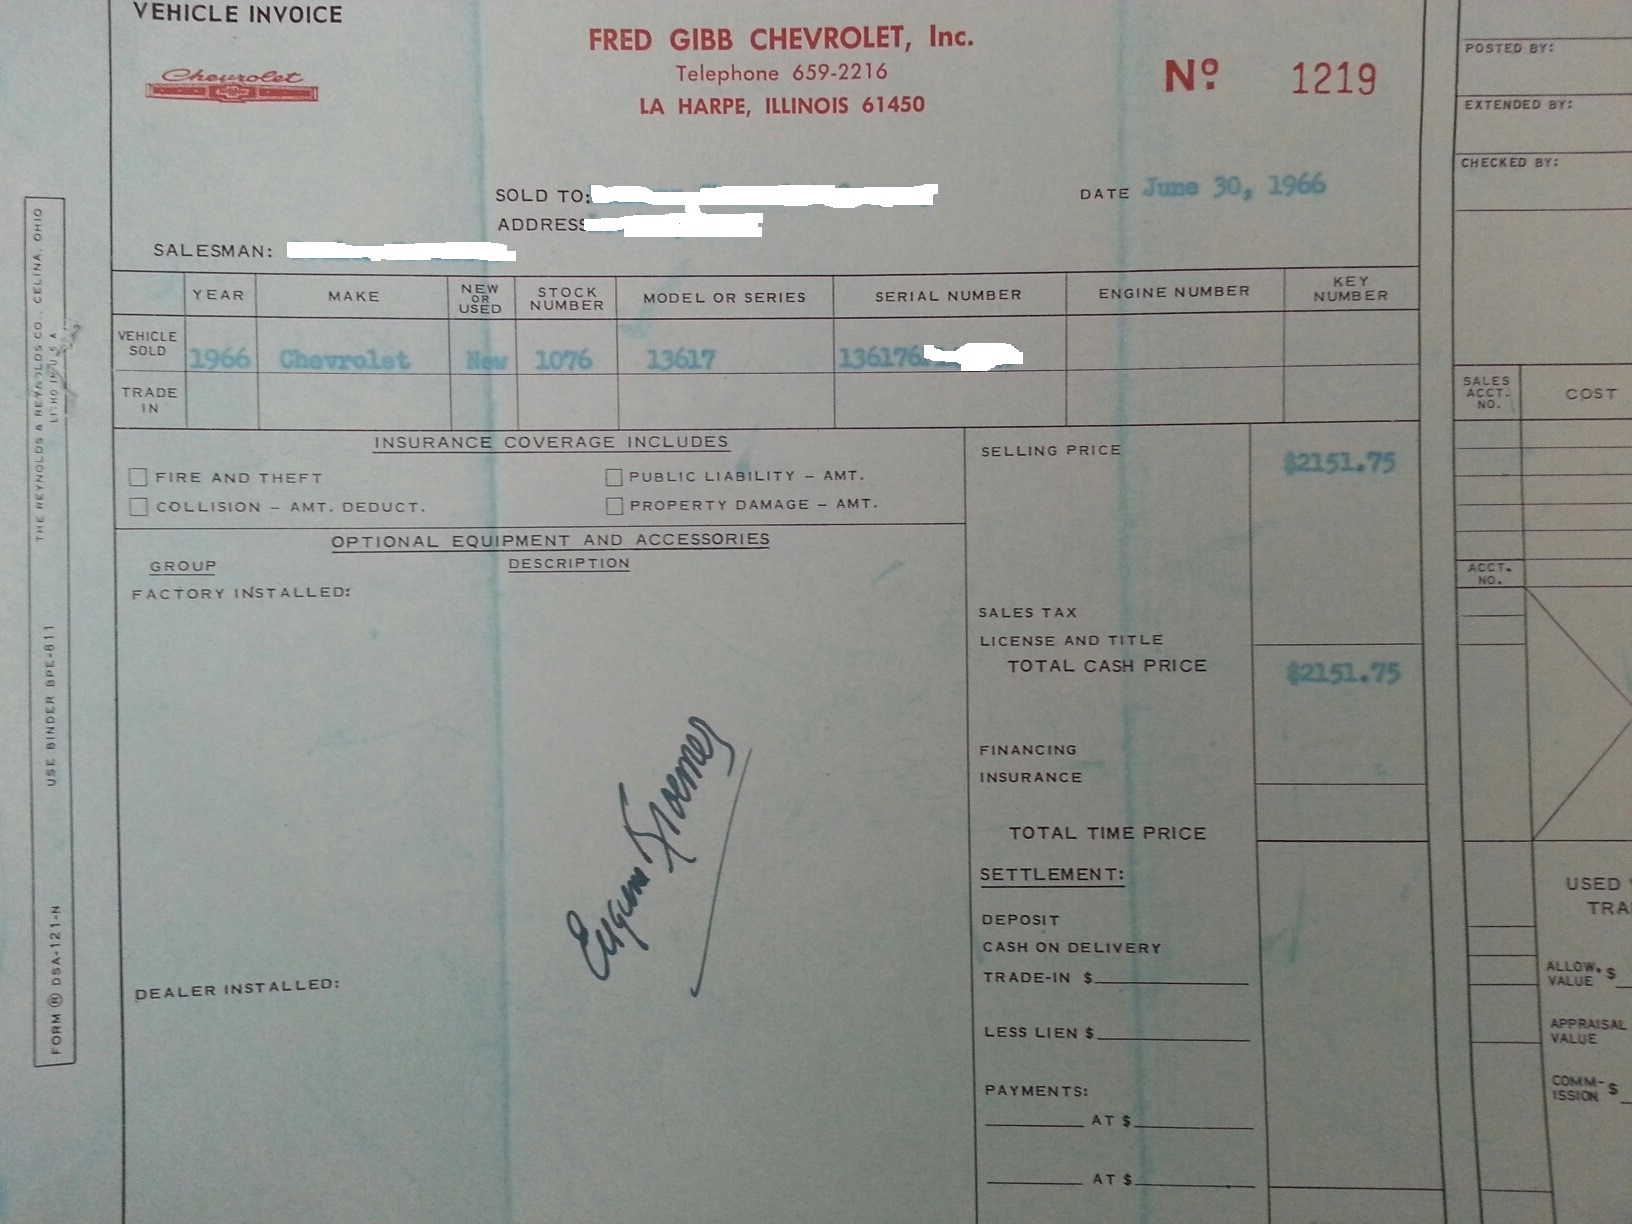 VEHICLE INVOICE
Chevrolet
FRED GIBB CHEVROLET, Inc.
Telephone 659-2216
LA HARPE, ILLINOIS 61450
Nº 1219
SOLD TO:
DATE June 30, 1966
ADDRESS
SALESMAN:
YEAR MAKE NEW OR USED STOCK NUMBER MODEL OR SERIES SERIAL NUMBER ENGINE NUMBER KEY NUMBER
VEHICLE SOLD 1966 Chevrolet New 1076 13617 136176
TRADE IN
INSURANCE COVERAGE INCLUDES
FIRE AND THEFT PUBLIC LIABILITY – AMT.
COLLISION – AMT. DEDUCT. PROPERTY DAMAGE – AMT.
OPTIONAL EQUIPMENT AND ACCESSORIES
GROUP DESCRIPTION
FACTORY INSTALLED:
DEALER INSTALLED:
SELLING PRICE $2151.75
SALES TAX
LICENSE AND TITLE
TOTAL CASH PRICE $2151.75
FINANCING
INSURANCE
TOTAL TIME PRICE
SETTLEMENT:
DEPOSIT
CASH ON DELIVERY
TRADE-IN $
LESS LIEN $
PAYMENTS:
AT $
AT $
POSTED BY:
EXTENDED BY:
CHECKED BY:
SALES ACCT. NO. COST
ACCT. NO.
USED
TRA
ALLOW. VALUE $
APPRAISAL VALUE
COMM-ISSION $
THE REYNOLDS & REYNOLDS CO., CELINA, OHIO
LITHO IN U.S.A.
USE BINDER BPE-811
FORM ® DSA-121-N